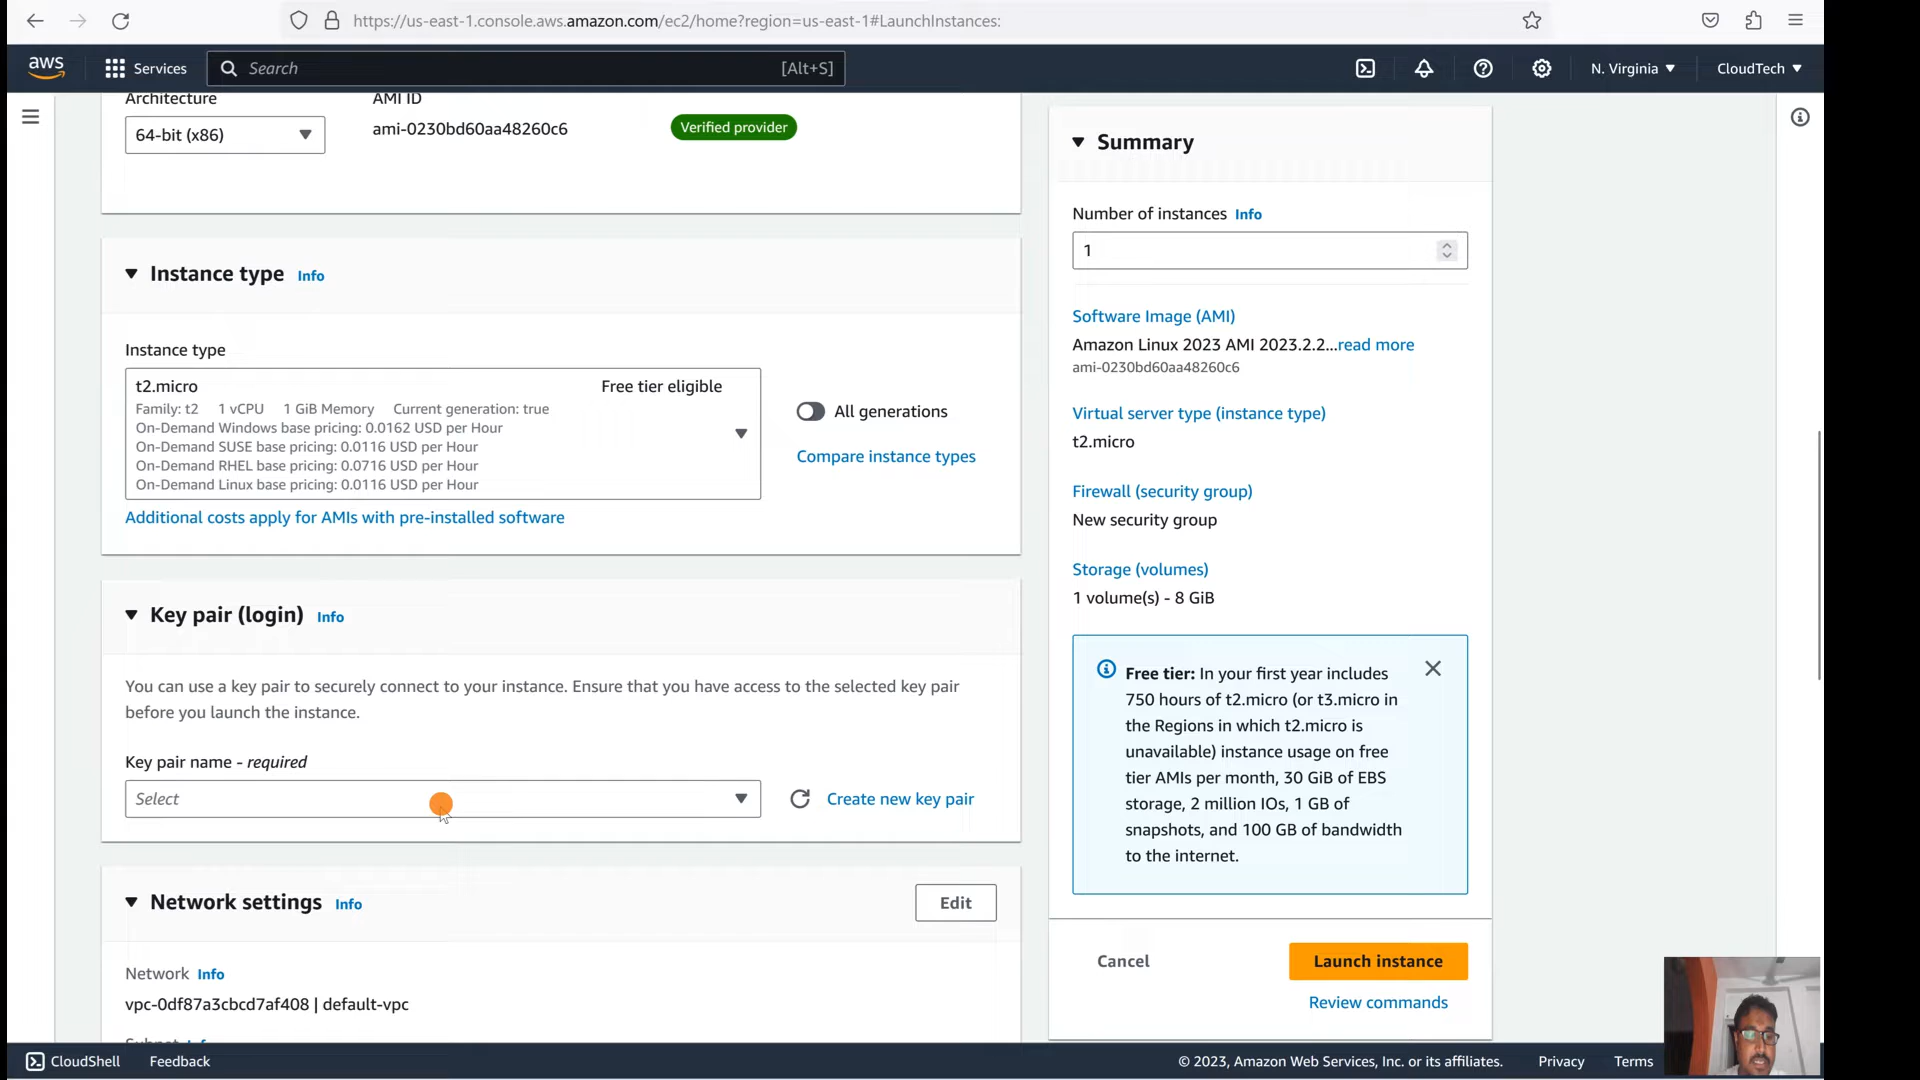 https://us-east-1.console.aws.amazon.com/ec2/home?region=us-east-1#LaunchInstances:
aws
Services
Search
[Alt+S]
N. Virginia
CloudTech
Architecture
AMI ID
64-bit (x86)
ami-0230bd60aa48260c6
Verified provider
Instance type Info
Instance type
t2.micro
Free tier eligible
Family: t2 1 vCPU 1 GiB Memory Current generation: true
On-Demand Windows base pricing: 0.0162 USD per Hour
On-Demand SUSE base pricing: 0.0116 USD per Hour
On-Demand RHEL base pricing: 0.0716 USD per Hour
On-Demand Linux base pricing: 0.0116 USD per Hour
All generations
Compare instance types
Additional costs apply for AMIs with pre-installed software
Key pair (login) Info
You can use a key pair to securely connect to your instance. Ensure that you have access to the selected key pair
before you launch the instance.
Key pair name - required
Select
Create new key pair
Network settings Info
Edit
Network Info
vpc-0df87a3cbcd7af408 | default-vpc
Subnet Info
Summary
Number of instances Info
1
Software Image (AMI)
Amazon Linux 2023 AMI 2023.2.2...read more
ami-0230bd60aa48260c6
Virtual server type (instance type)
t2.micro
Firewall (security group)
New security group
Storage (volumes)
1 volume(s) - 8 GiB
Free tier: In your first year includes
750 hours of t2.micro (or t3.micro in
the Regions in which t2.micro is
unavailable) instance usage on free
tier AMIs per month, 30 GiB of EBS
storage, 2 million IOs, 1 GB of
snapshots, and 100 GB of bandwidth
to the internet.
Cancel
Launch instance
Review commands
CloudShell
Feedback
© 2023, Amazon Web Services, Inc. or its affiliates.
Privacy
Terms